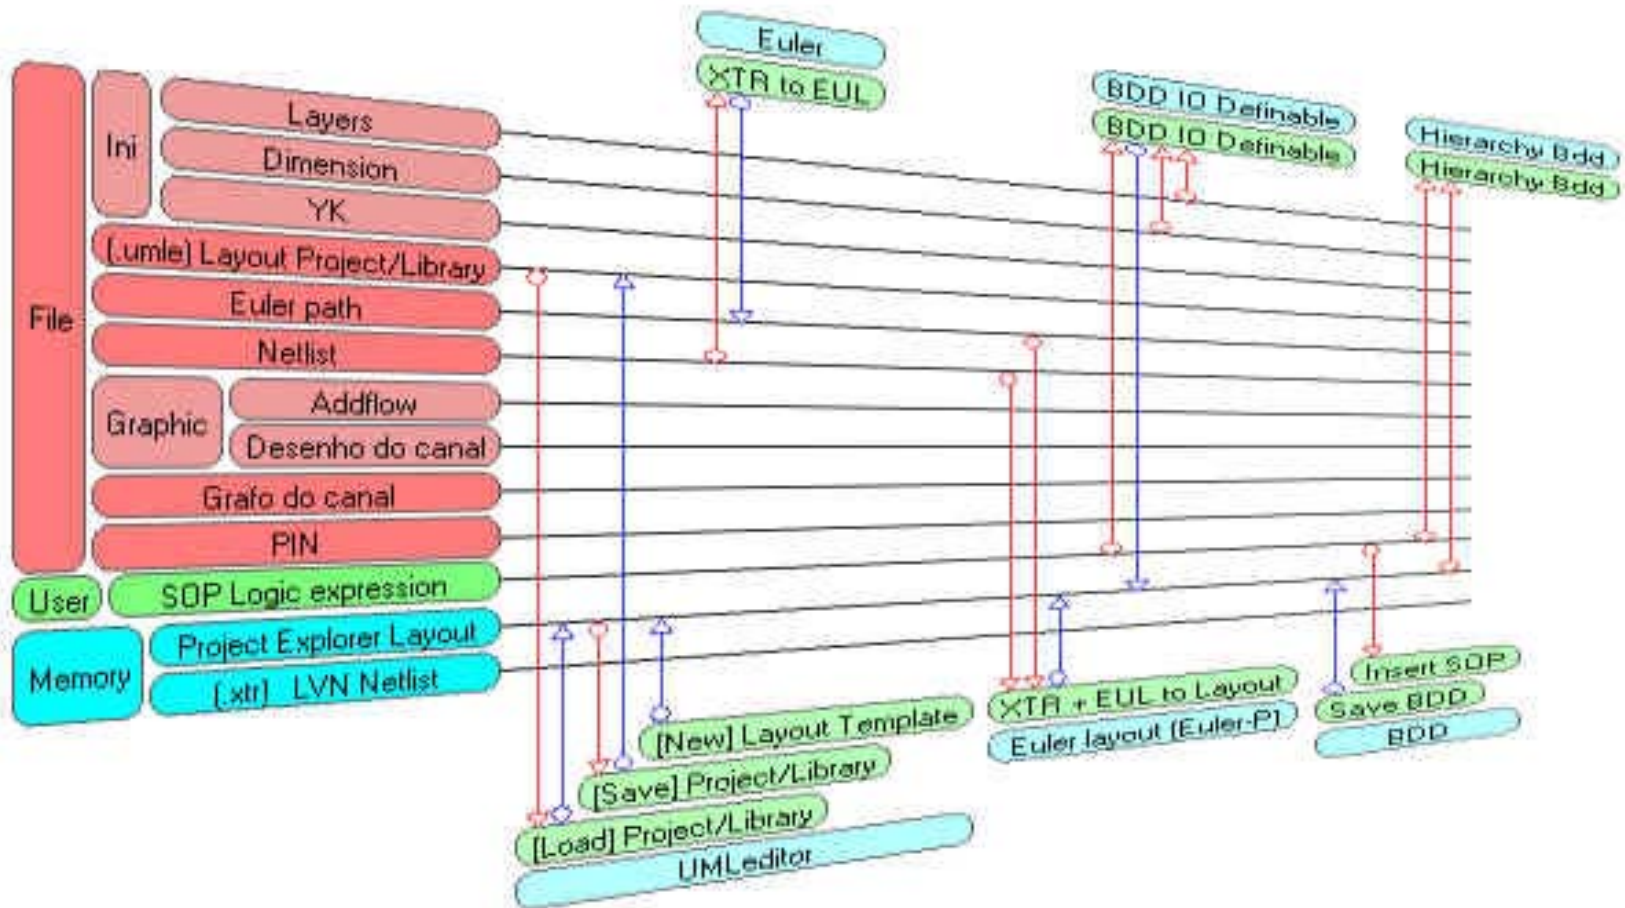 Euler
XTR to EUL
BDD IO Definable
BDD IO Definable
Hierarchy Bdd
Hierarchy Bdd
File
Ini
Layers
Dimension
YK
(.umle) Layout Project/Library
Euler path
Netlist
Graphic
Addflow
Desenho do canal
Grafo do canal
PIN
User
SOP Logic expression
Memory
Project Explorer Layout
(.xtr) LVN Netlist
[New] Layout Template
[Save] Project/Library
[Load] Project/Library
UMLeditor
XTR + EUL to Layout
Euler layout (Euler-P)
Insert SOP
Save BDD
BDD